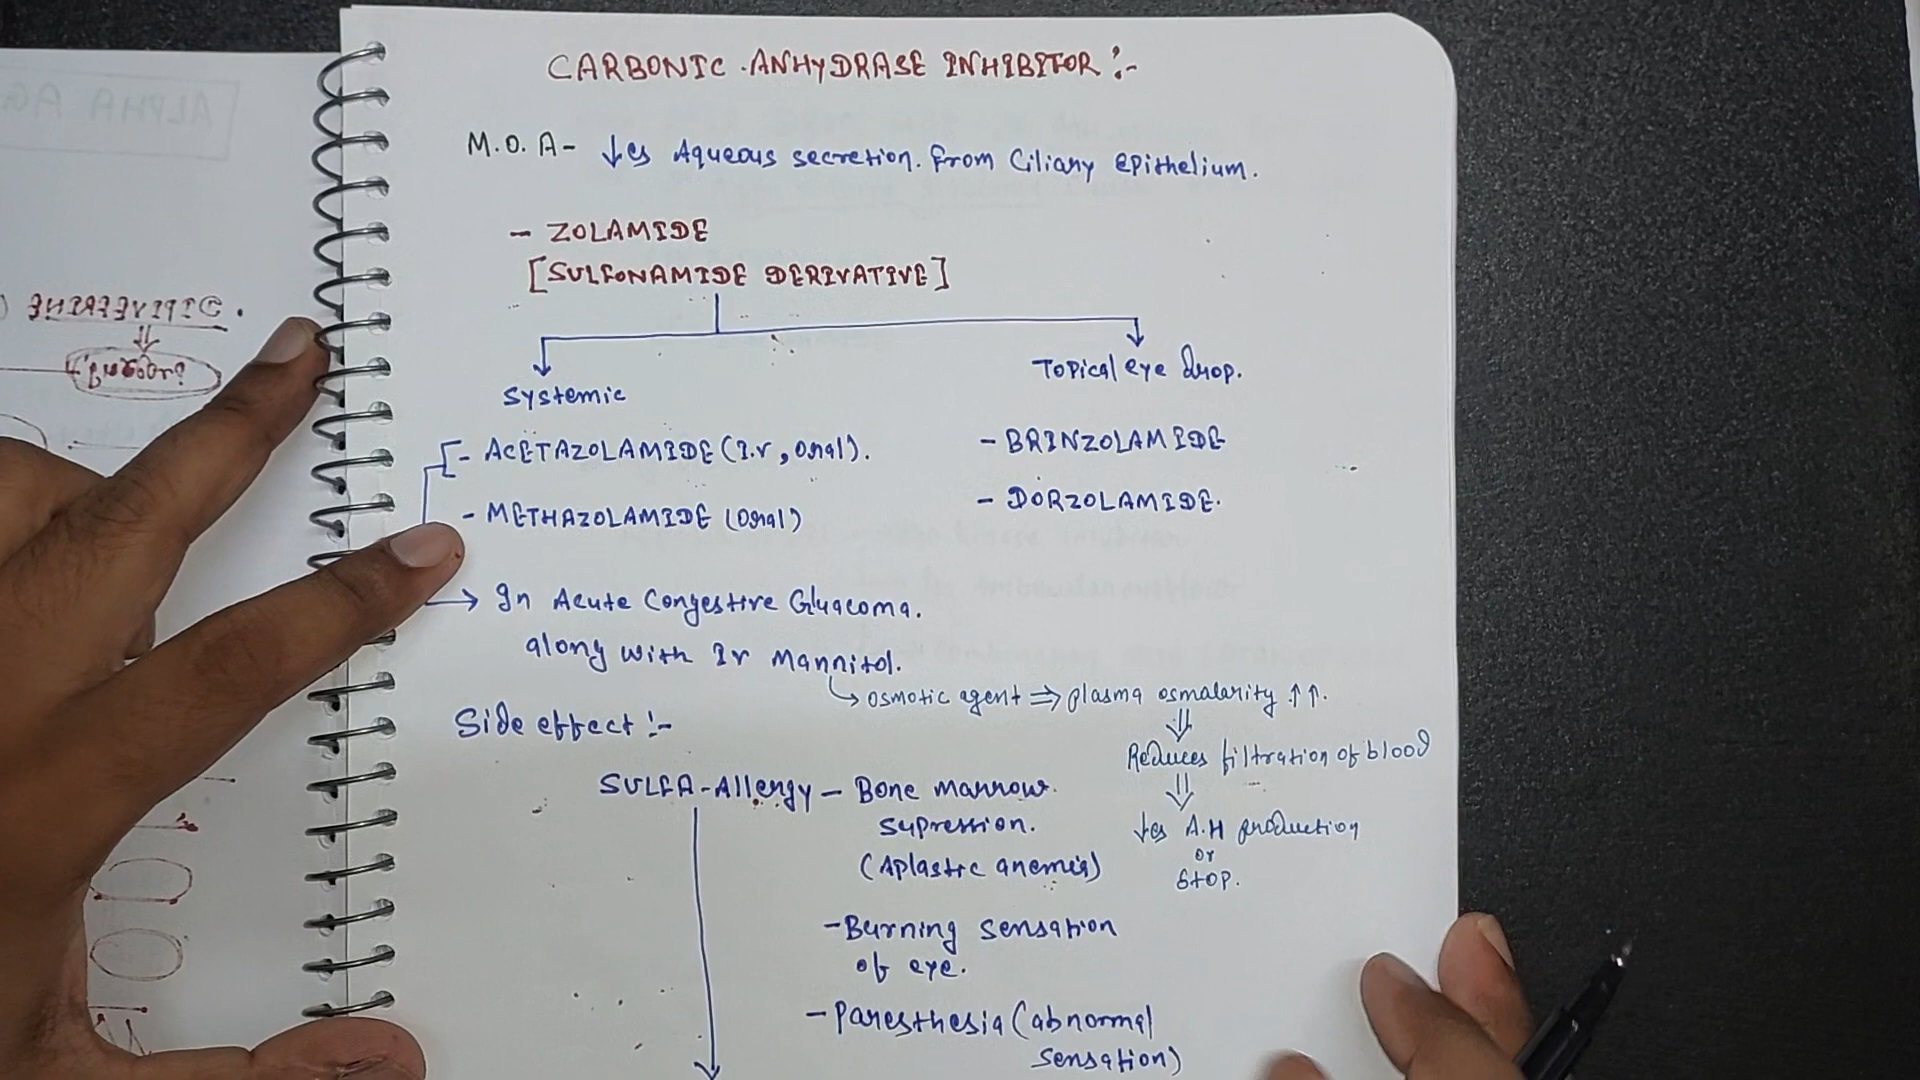 CARBONIC ANHYDRASE INHIBITOR :-
M.O.A - ↓es Aqueous secretion. From Ciliary Epithelium.
- ZOLAMIDE
[SULFONAMIDE DERIVATIVE]
Systemic
Topical eye drop.
- ACETAZOLAMIDE (I.v, oral).
- BRINZOLAMIDE
- METHAZOLAMIDE (Oral)
- DORZOLAMIDE.
→ In Acute Congestive Gluacoma.
along with Iv Mannitol.
↳ osmotic agent ⇒ plasma osmalarity ↑↑.
Side effect :-
Reduces filtration of blood
SULFA-Allergy - Bone marrow
supression.
↓es A.H production
or
stop.
(Aplastic anemia)
- Burning sensation
of eye.
- Paresthesia (abnormal
sensation)